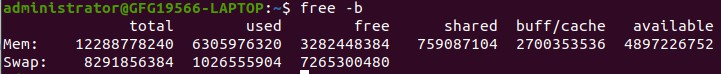 administrator@GFG19566-LAPTOP:~$ free -b
total used free shared buff/cache available
Mem: 12288778240 6305976320 3282448384 759087104 2700353536 4897226752
Swap: 8291856384 1026555904 7265300480